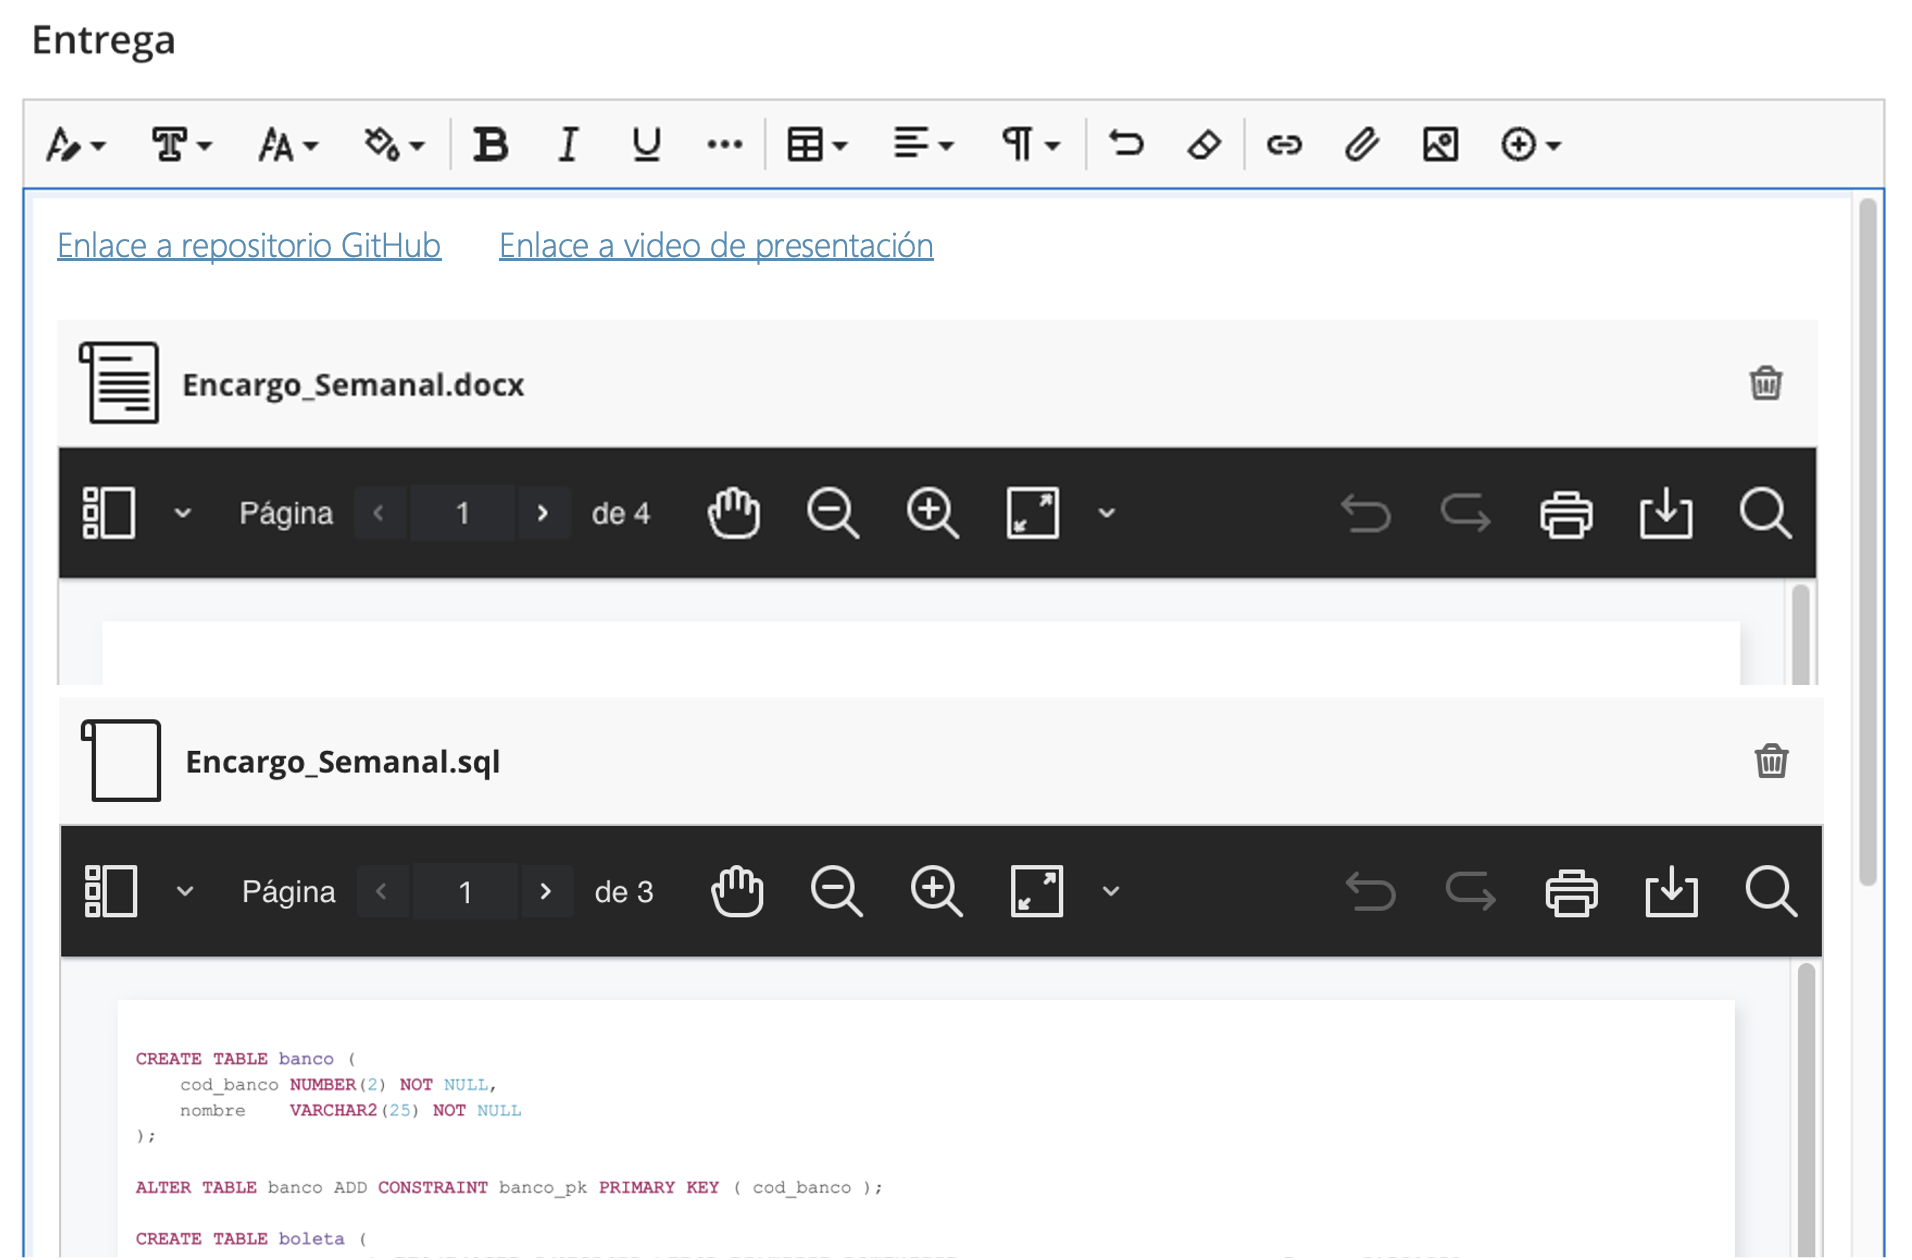 Entrega
Enlace a repositorio GitHub Enlace a video de presentación
Encargo_Semanal.docx
Página 1 de 4
Encargo_Semanal.sql
Página 1 de 3
CREATE TABLE banco (
cod_banco NUMBER(2) NOT NULL,
nombre VARCHAR2(25) NOT NULL
);
ALTER TABLE banco ADD CONSTRAINT banco_pk PRIMARY KEY ( cod_banco );
CREATE TABLE boleta (